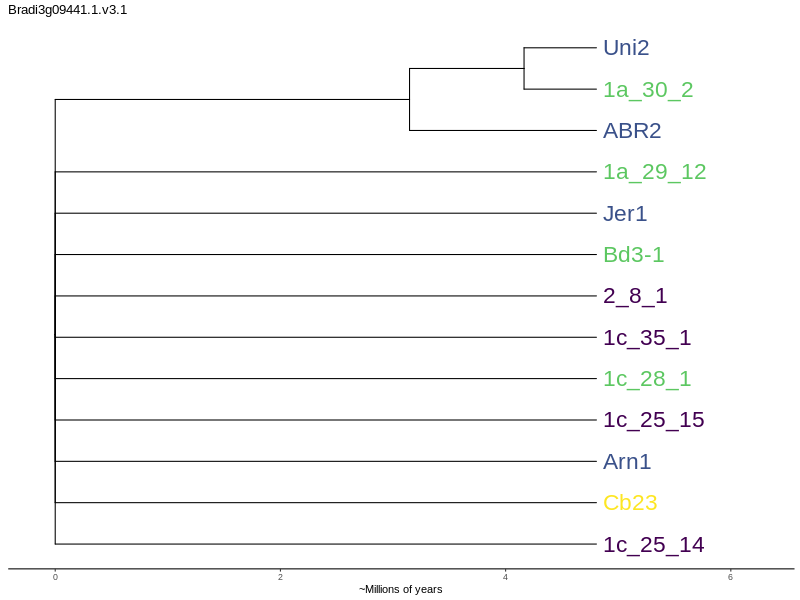 Bradi3g09441.1.v3.1
Uni2
1a_30_2
ABR2
1a_29_12
Jer1
Bd3-1
2_8_1
1c_35_1
1c_28_1
1c_25_15
Arn1
Cb23
1c_25_14
0 2 4 6
~Millions of years